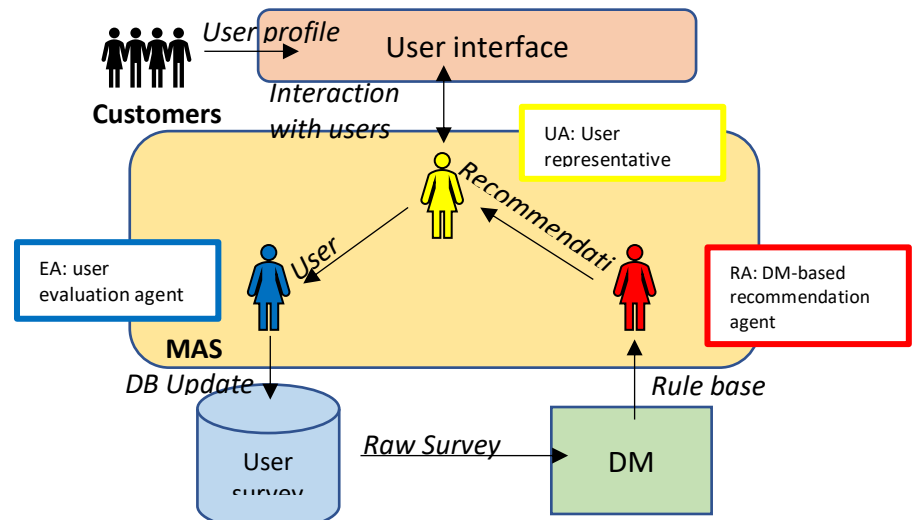 User profile
User interface
Customers
Interaction
with users
UA: User
representative
Recommendati
User
EA: user
evaluation agent
RA: DM-based
recommendation
agent
MAS
DB Update
Rule base
Raw Survey
User
survey
DM